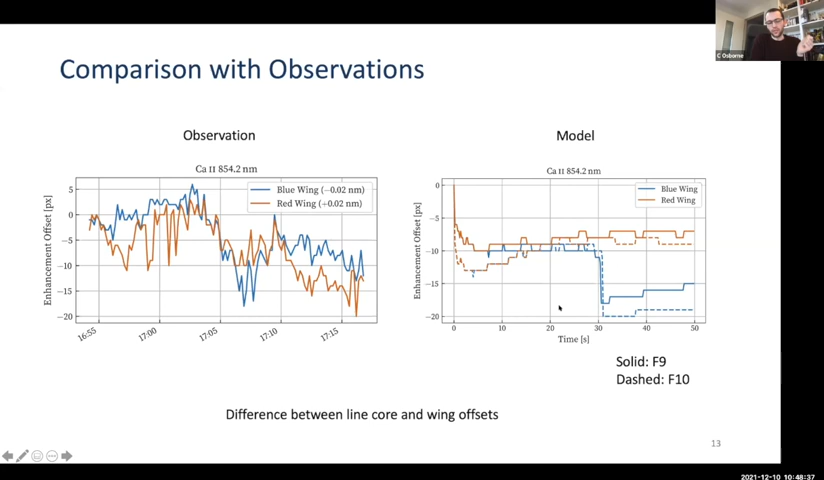 C Osborne
Comparison with Observations
Observation
Model
Ca II 854.2 nm
Blue Wing (−0.02 nm)
Red Wing (+0.02 nm)
Enhancement Offset [px]
5
0
−5
−10
−15
−20
16:55
17:00
17:05
17:10
17:15
Ca II 854.2 nm
Blue Wing
Red Wing
Enhancement Offset [px]
0
−5
−10
−15
−20
0
10
20
30
40
50
Time [s]
Solid: F9
Dashed: F10
Difference between line core and wing offsets
13
2021-12-10 10:48:37